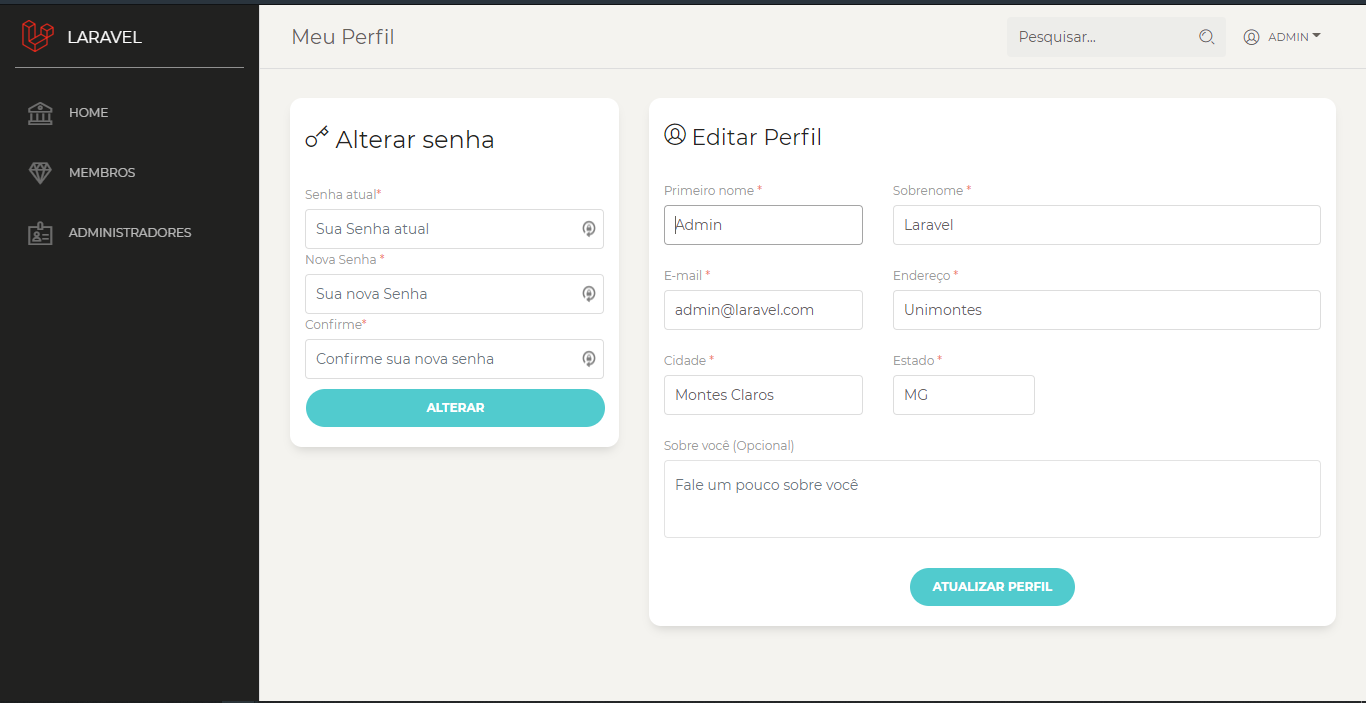 LARAVEL
HOME
MEMBROS
ADMINISTRADORES
Meu Perfil
Pesquisar...
ADMIN
Alterar senha
Senha atual*
Sua Senha atual
Nova Senha *
Sua nova Senha
Confirme*
Confirme sua nova senha
ALTERAR
Editar Perfil
Primeiro nome * Sobrenome *
Admin Laravel
E-mail * Endereço *
admin@laravel.com Unimontes
Cidade * Estado *
Montes Claros MG
Sobre você (Opcional)
Fale um pouco sobre você
ATUALIZAR PERFIL